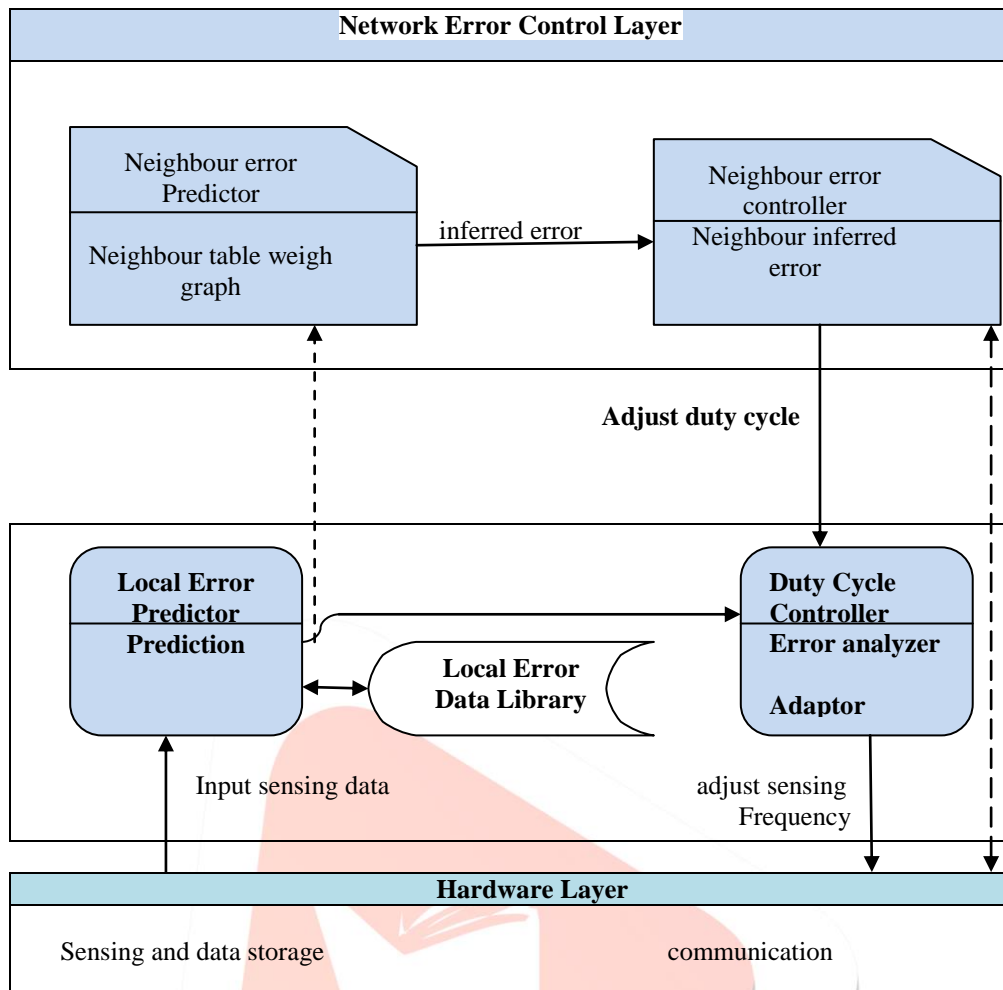 Network Error Control Layer
Neighbour error
Predictor
Neighbour table weigh
graph
inferred error
Neighbour error
controller
Neighbour inferred
error
Adjust duty cycle
Local Error
Predictor
Prediction
Local Error
Data Library
Duty Cycle
Controller
Error analyzer
Adaptor
Input sensing data
adjust sensing
Frequency
Hardware Layer
Sensing and data storage
communication